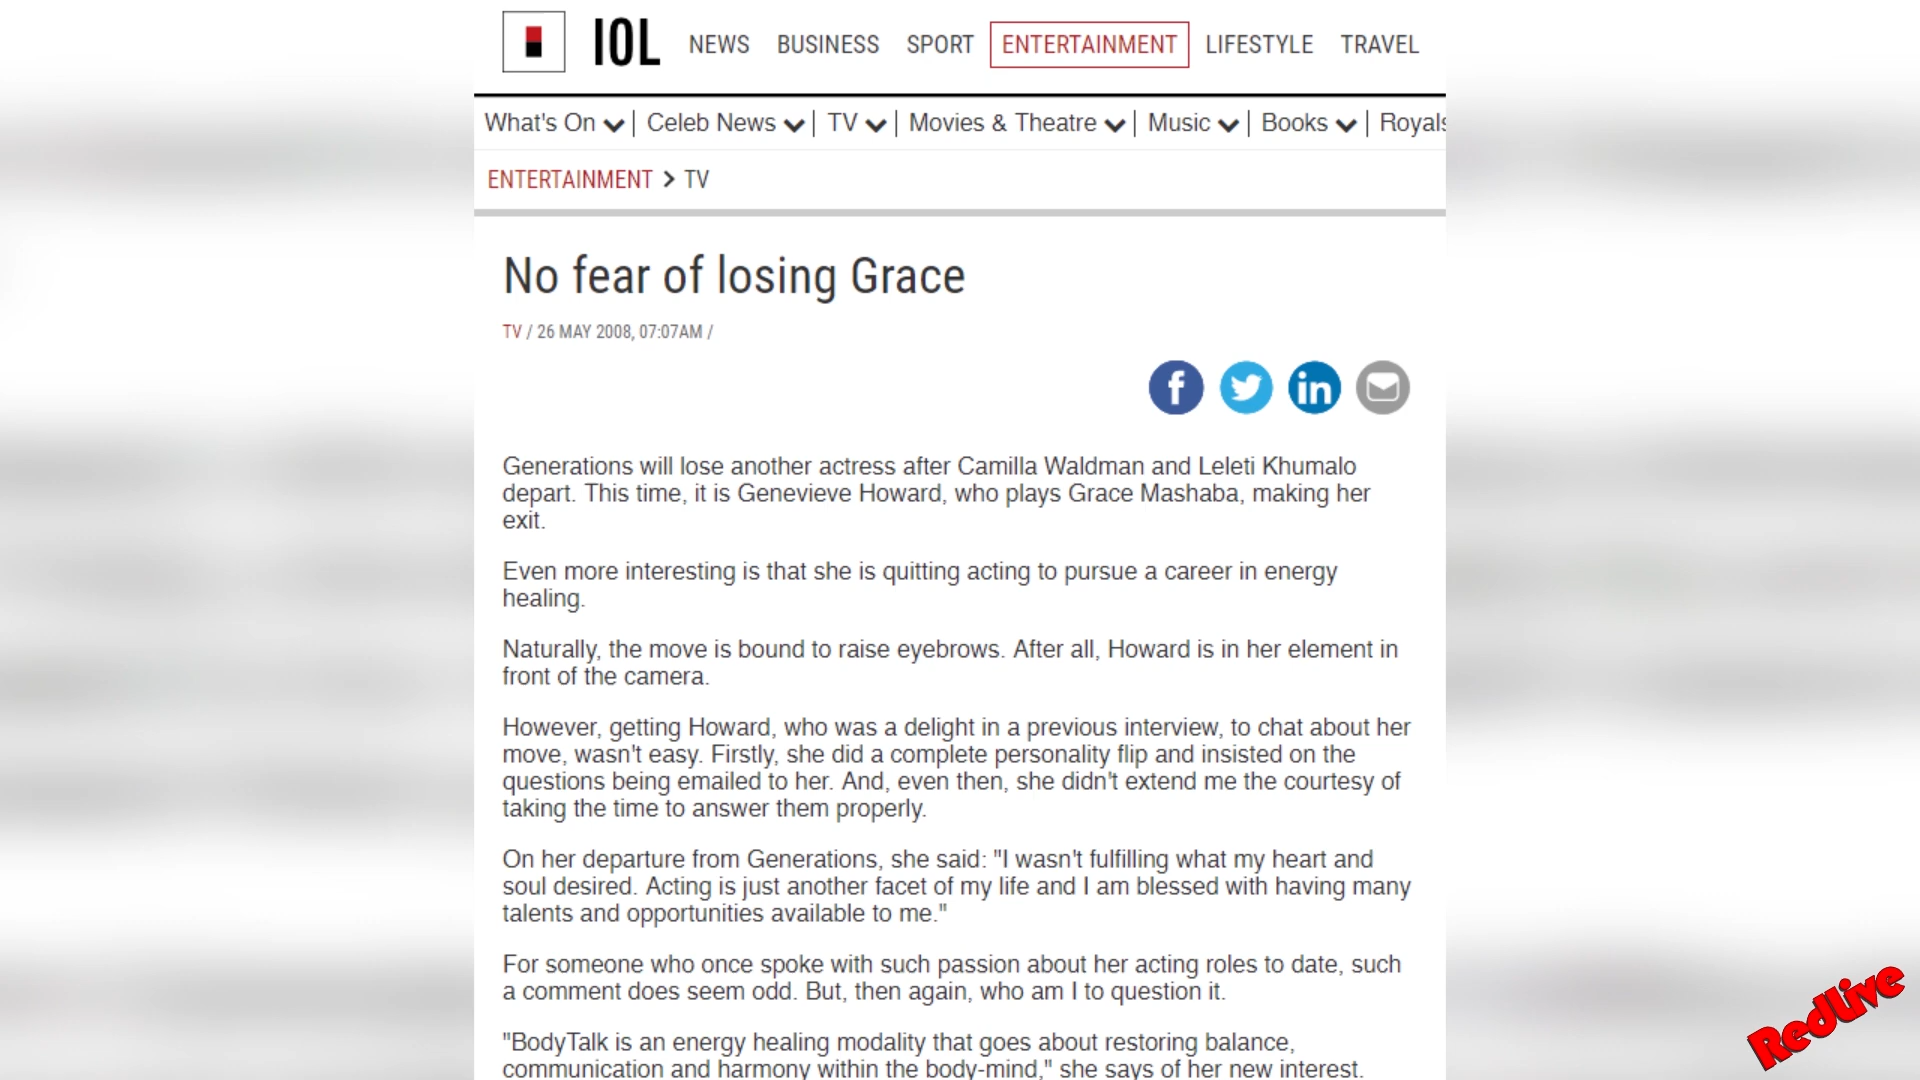 IOL NEWS BUSINESS SPORT ENTERTAINMENT LIFESTYLE TRAVEL
What's On | Celeb News | TV | Movies & Theatre | Music | Books | Royals
ENTERTAINMENT > TV
No fear of losing Grace
TV / 26 MAY 2008, 07:07AM /
Generations will lose another actress after Camilla Waldman and Leleti Khumalo
depart. This time, it is Genevieve Howard, who plays Grace Mashaba, making her
exit.
Even more interesting is that she is quitting acting to pursue a career in energy
healing.
Naturally, the move is bound to raise eyebrows. After all, Howard is in her element in
front of the camera.
However, getting Howard, who was a delight in a previous interview, to chat about her
move, wasn't easy. Firstly, she did a complete personality flip and insisted on the
questions being emailed to her. And, even then, she didn't extend me the courtesy of
taking the time to answer them properly.
On her departure from Generations, she said: "I wasn't fulfilling what my heart and
soul desired. Acting is just another facet of my life and I am blessed with having many
talents and opportunities available to me."
For someone who once spoke with such passion about her acting roles to date, such
a comment does seem odd. But, then again, who am I to question it.
"BodyTalk is an energy healing modality that goes about restoring balance,
communication and harmony within the body-mind," she says of her new interest.
RedLive